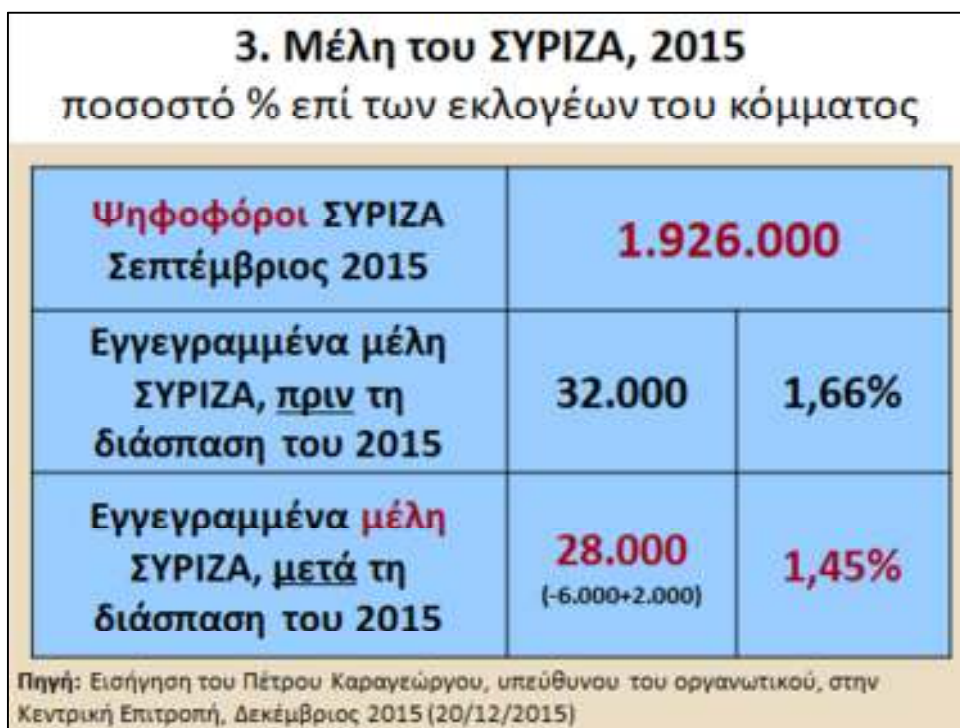 3. Μέλη του ΣΥΡΙΖΑ, 2015
ποσοστό % επί των εκλογέων του κόμματος
Ψηφοφόροι ΣΥΡΙΖΑ
Σεπτέμβριος 2015
1.926.000
Εγγεγραμμένα μέλη
ΣΥΡΙΖΑ, πριν τη
διάσπαση του 2015
32.000
1,66%
Εγγεγραμμένα μέλη
ΣΥΡΙΖΑ, μετά τη
διάσπαση του 2015
28.000
(-6.000+2.000)
1,45%
Πηγή: Εισήγηση του Πέτρου Καραγεώργου, υπεύθυνου του οργανωτικού, στην
Κεντρική Επιτροπή, Δεκέμβριος 2015 (20/12/2015)